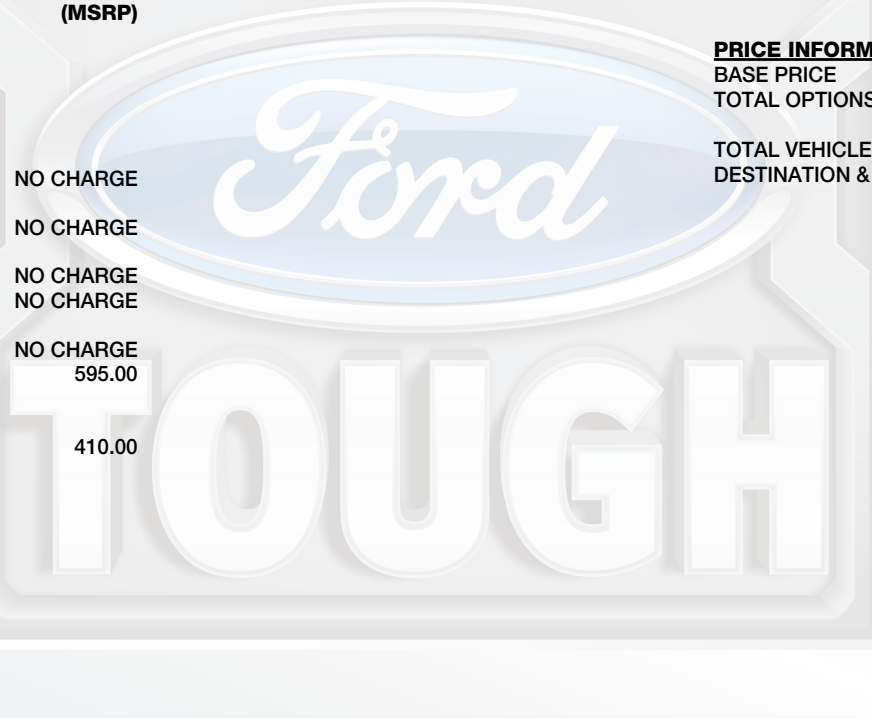 (MSRP)
NO CHARGE
NO CHARGE
NO CHARGE
NO CHARGE
NO CHARGE
595.00
410.00
PRICE INFORM
BASE PRICE
TOTAL OPTIONS
TOTAL VEHICLE
DESTINATION &
Ford
TOUGH